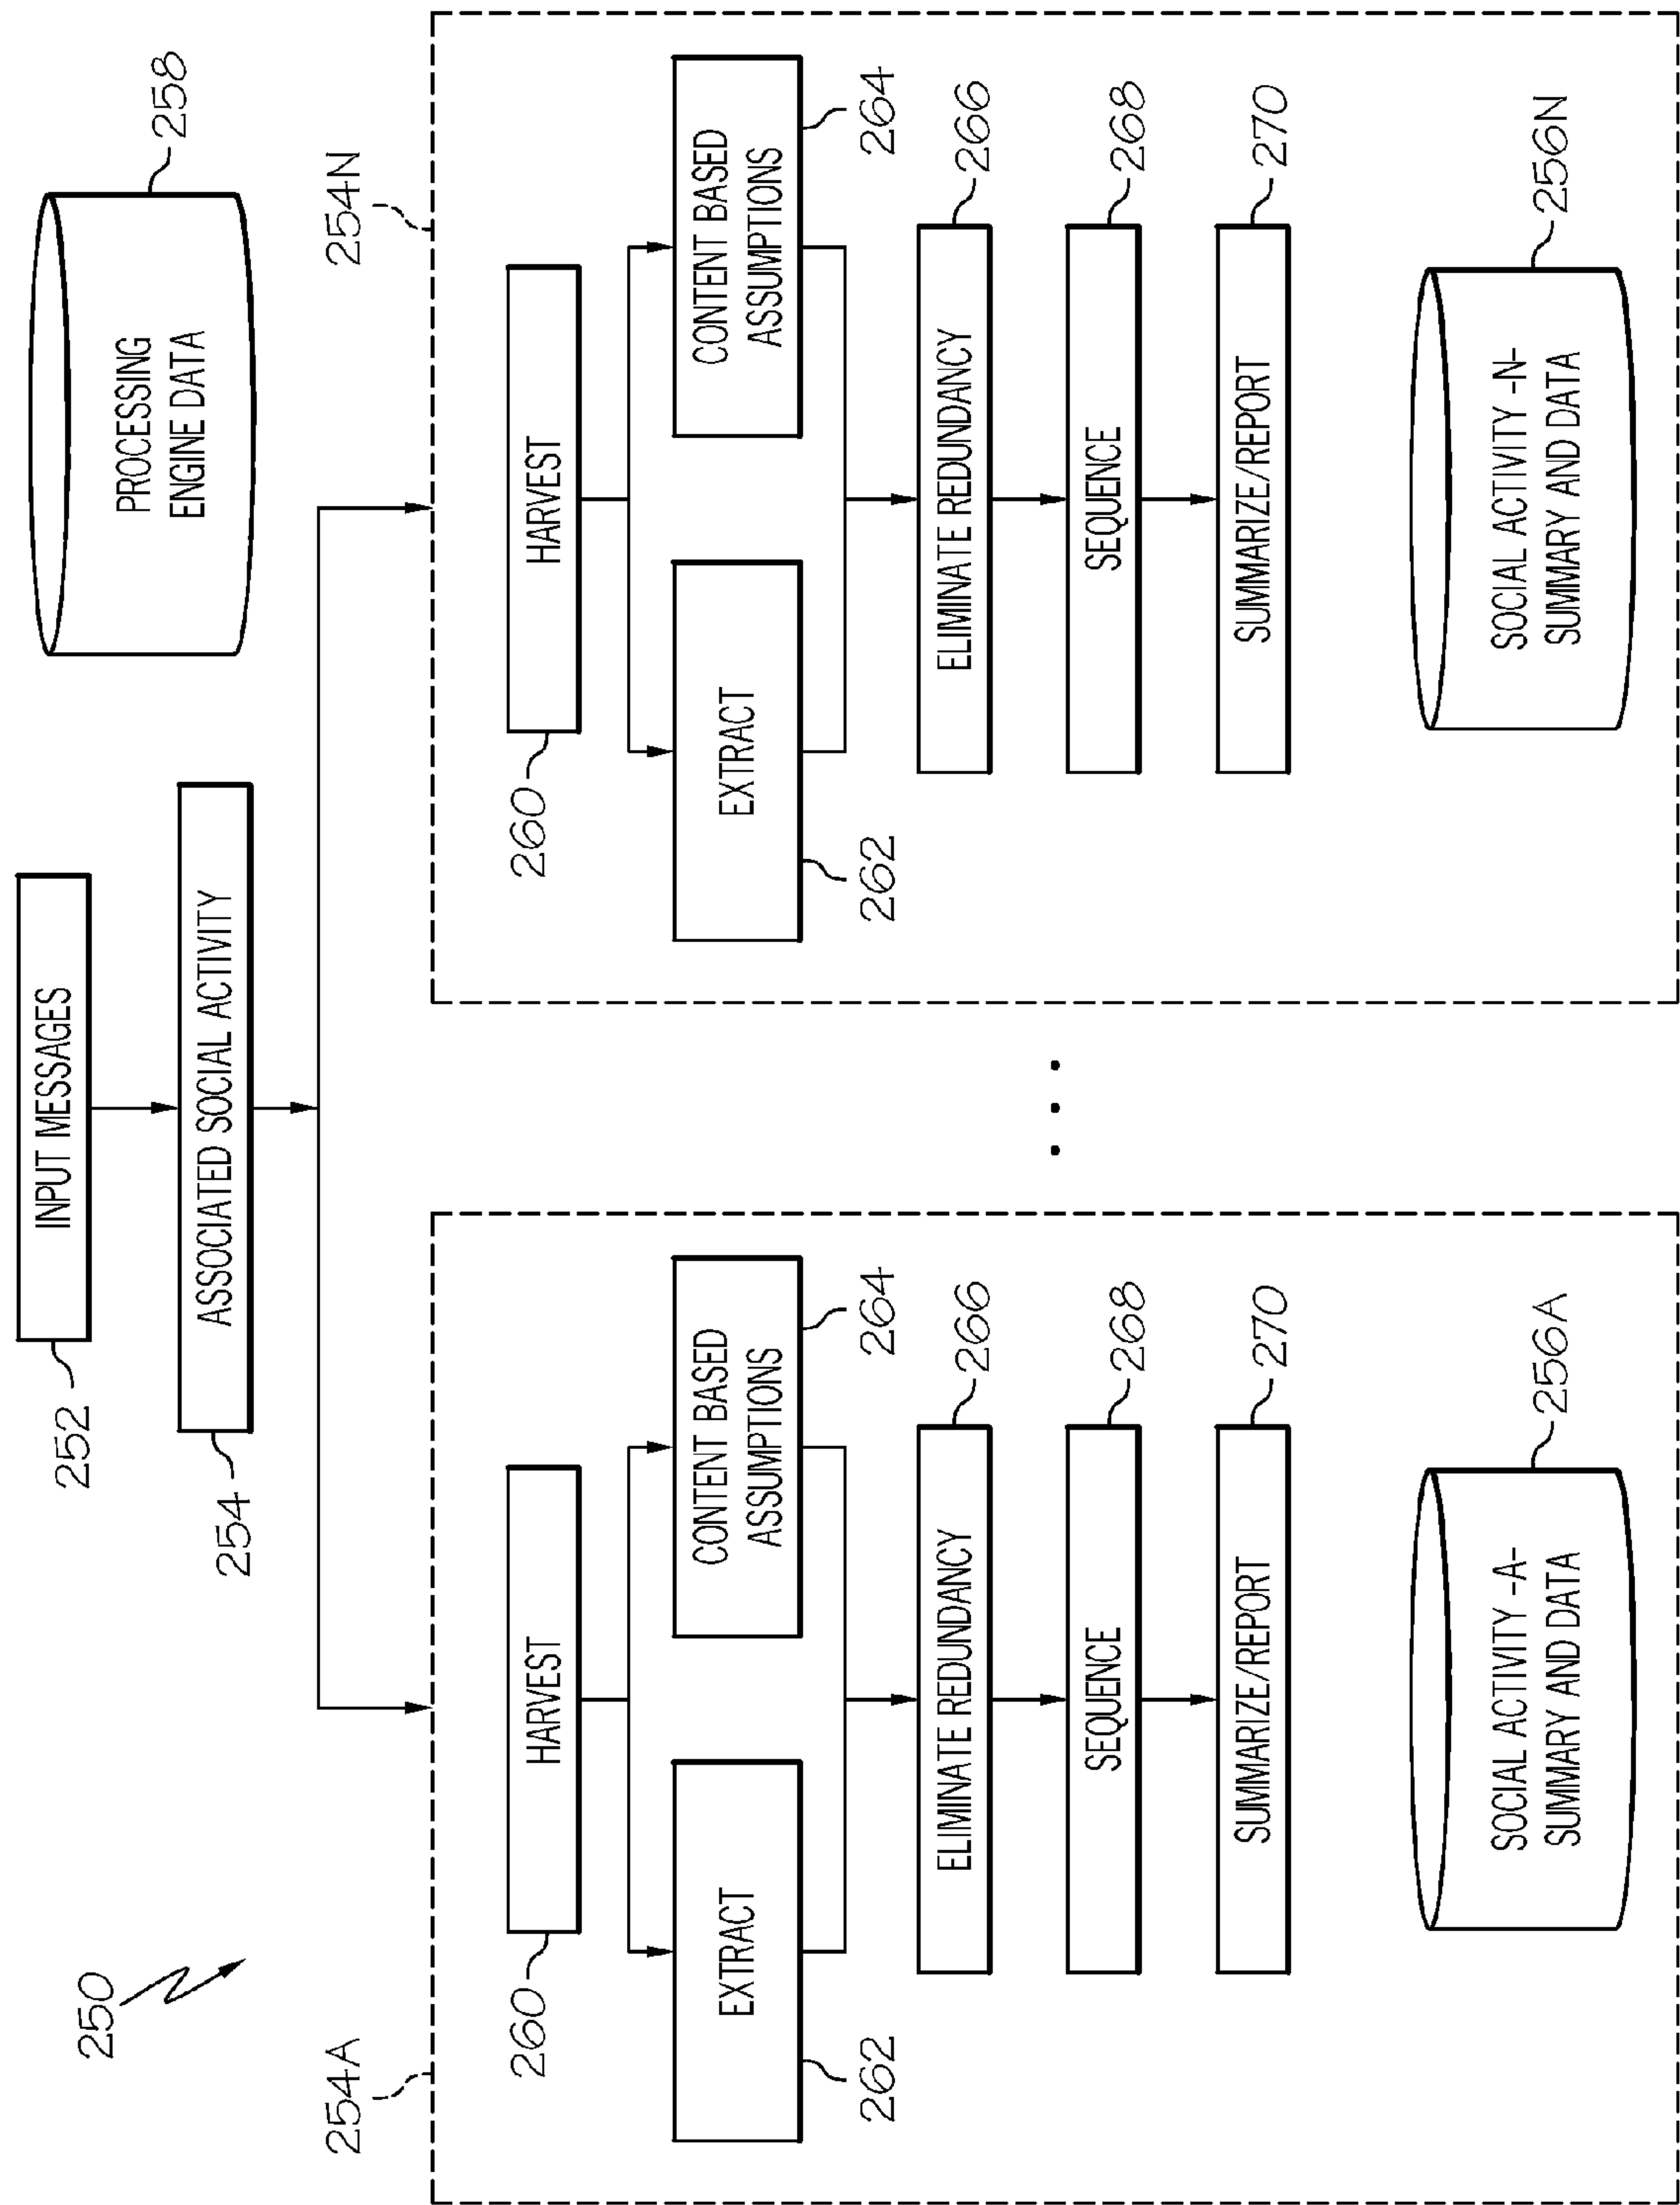 250
INPUT MESSAGES
252
ASSOCIATED SOCIAL ACTIVITY
254
PROCESSING
ENGINE DATA
258
254A
HARVEST
260
EXTRACT
262
CONTENT BASED
ASSUMPTIONS
264
ELIMINATE REDUNDANCY
266
SEQUENCE
268
SUMMARIZE/REPORT
270
SOCIAL ACTIVITY -A-
SUMMARY AND DATA
256A
254N
HARVEST
260
EXTRACT
262
CONTENT BASED
ASSUMPTIONS
264
ELIMINATE REDUNDANCY
266
SEQUENCE
268
SUMMARIZE/REPORT
270
SOCIAL ACTIVITY -N-
SUMMARY AND DATA
256N